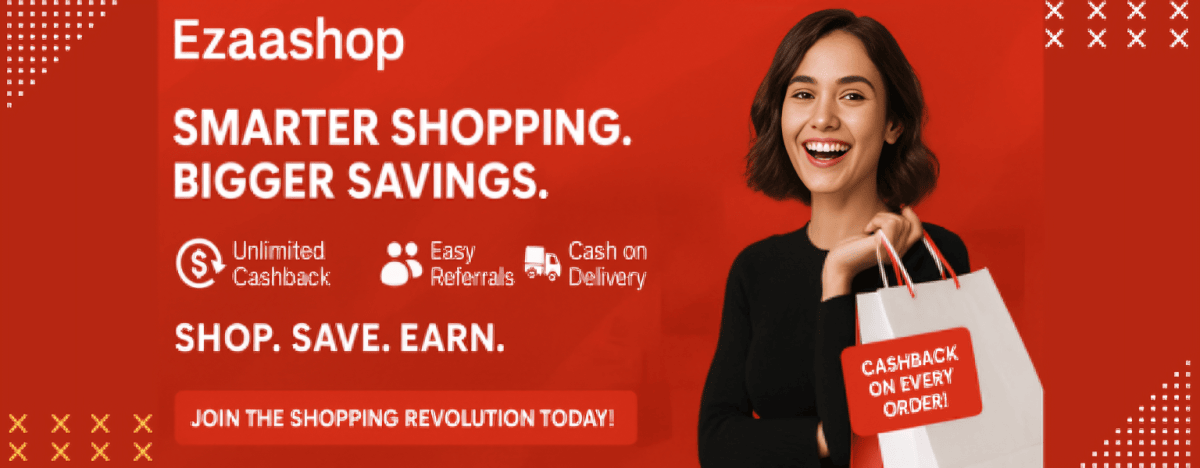 Ezaashop
SMARTER SHOPPING.
BIGGER SAVINGS.
Unlimited
Cashback
Easy
Referrals
Cash on
Delivery
SHOP. SAVE. EARN.
JOIN THE SHOPPING REVOLUTION TODAY!
CASHBACK
ON EVERY
ORDER!